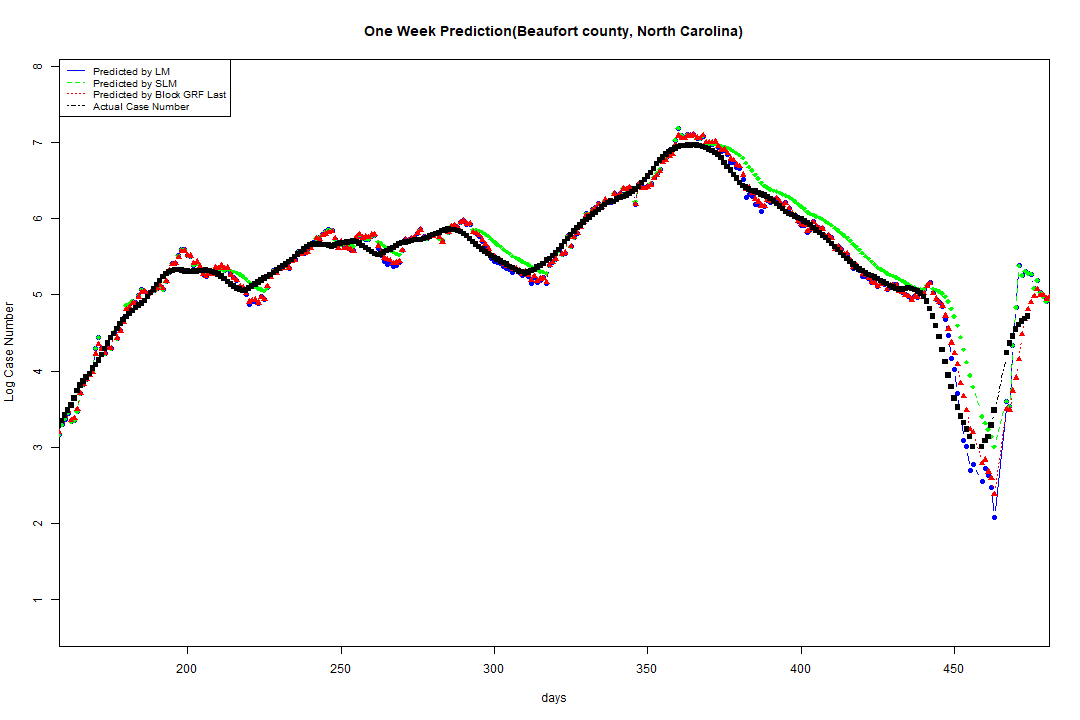 One Week Prediction(Beaufort county, North Carolina)
Predicted by LM
Predicted by SLM
Predicted by Block GRF Last
Actual Case Number
8
7
6
5
4
3
2
1
Log Case Number
200 250 300 350 400 450
days